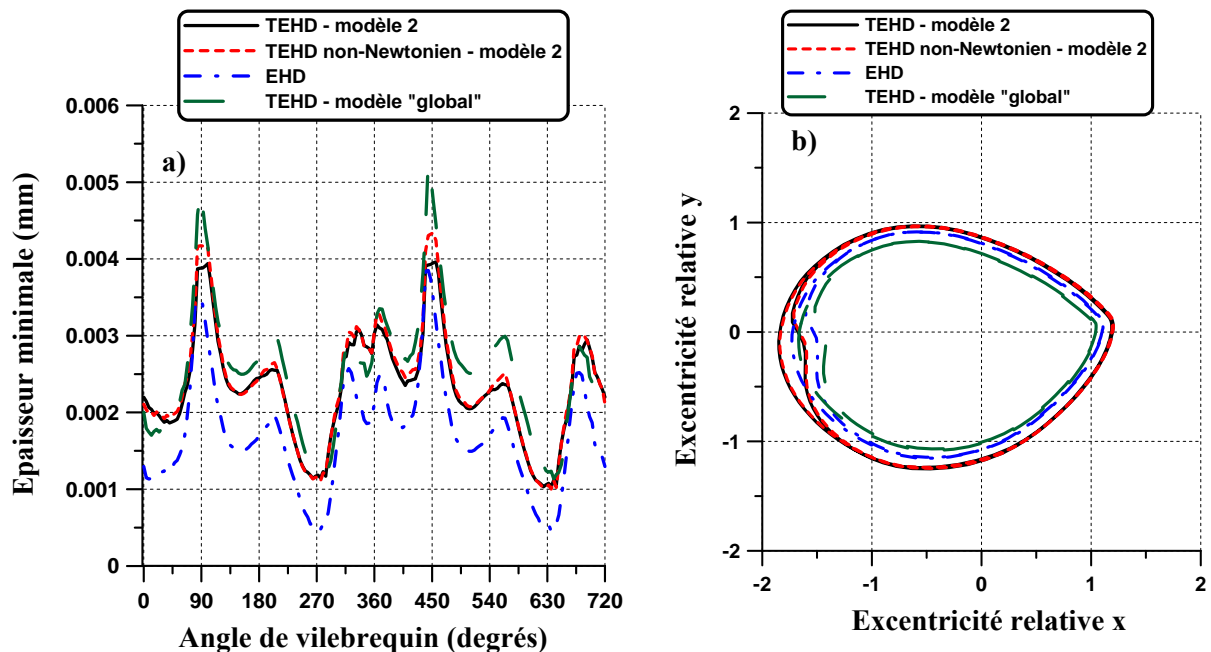 TEHD - modèle 2
TEHD non-Newtonien - modèle 2
EHD
TEHD - modèle "global"
a)
Epaisseur minimale (mm)
0.006
0.005
0.004
0.003
0.002
0.001
0
0 90 180 270 360 450 540 630 720
Angle de vilebrequin (degrés)
TEHD - modèle 2
TEHD non-Newtonien - modèle 2
EHD
TEHD - modèle "global"
b)
Excentricité relative y
2
1
0
-1
-2
-2 -1 0 1 2
Excentricité relative x